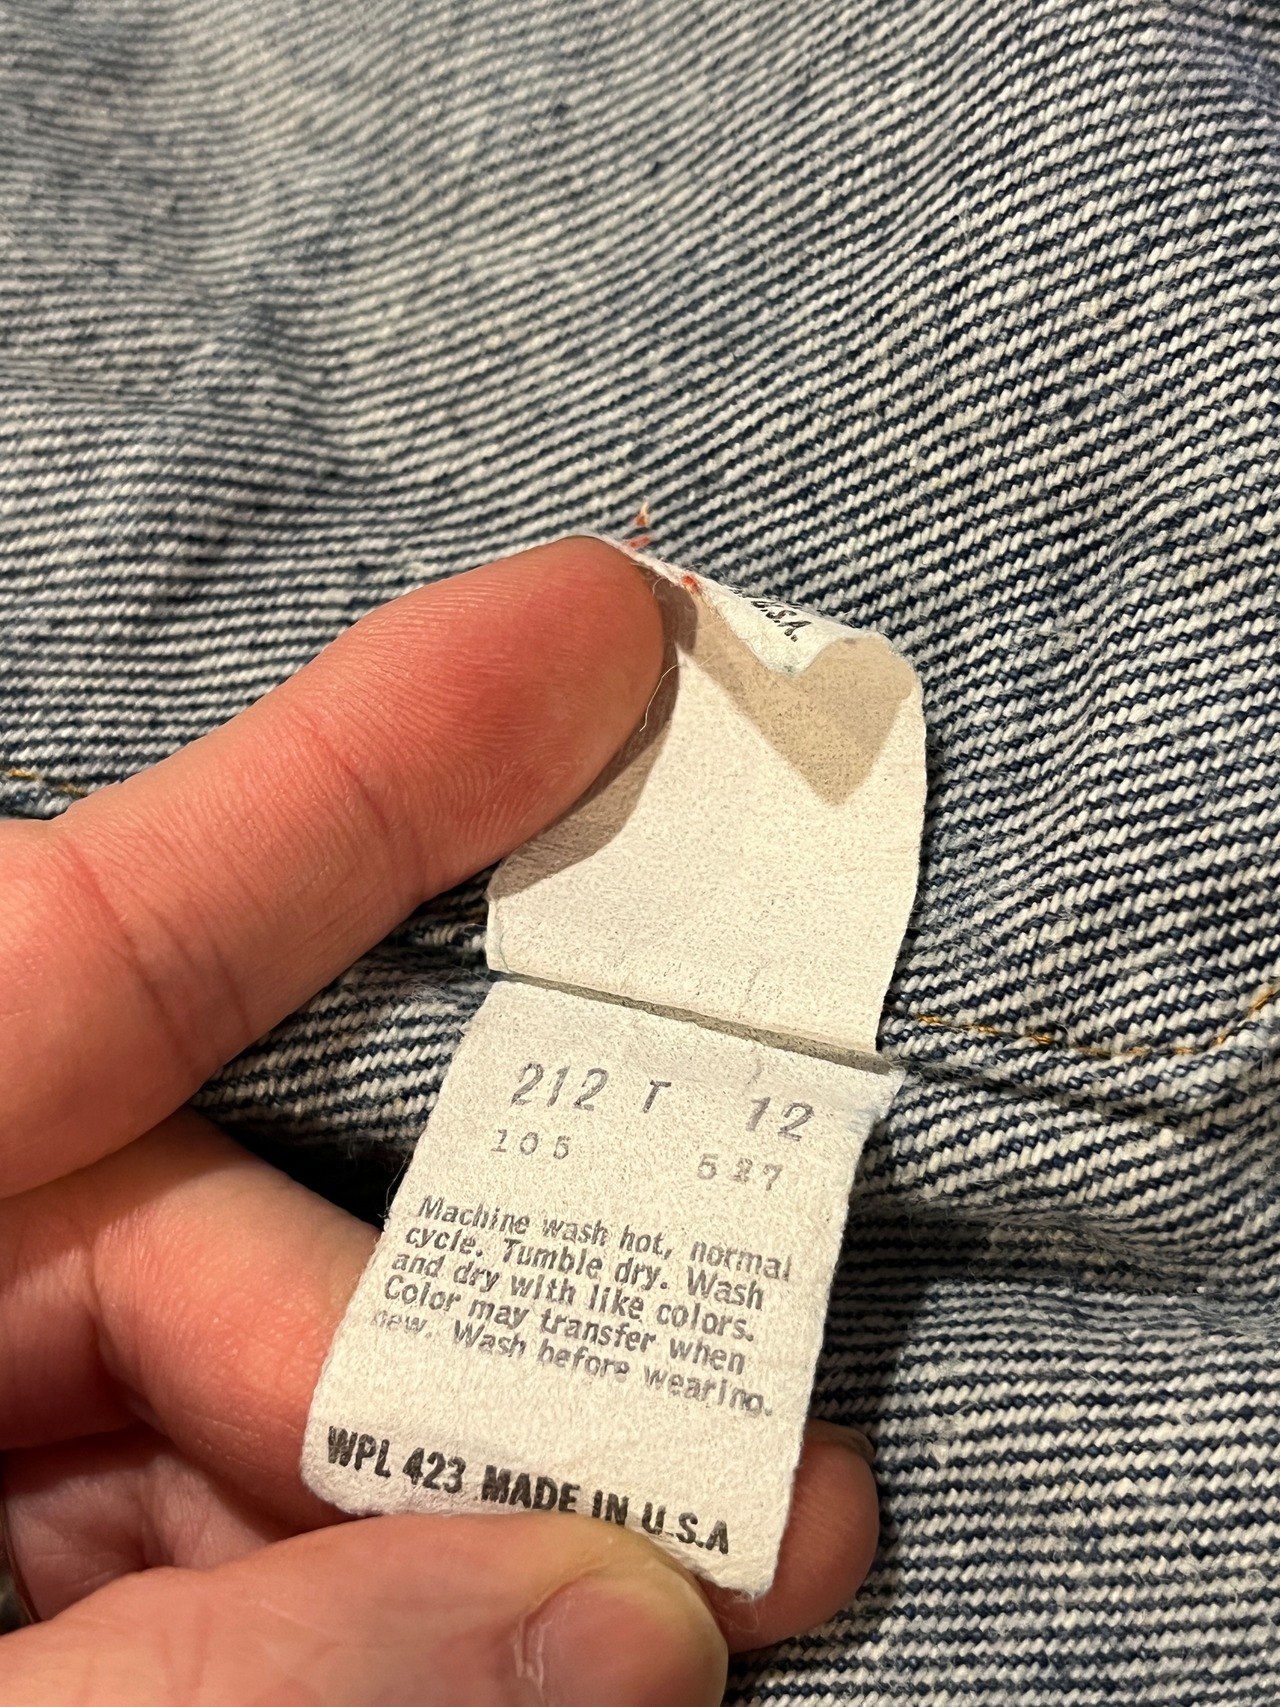 U.S.A.
212 T 12
105 527
Machine wash hot, normal
cycle. Tumble dry. Wash
and dry with like colors.
Color may transfer when
new. Wash before wearing.
WPL 423 MADE IN U.S.A